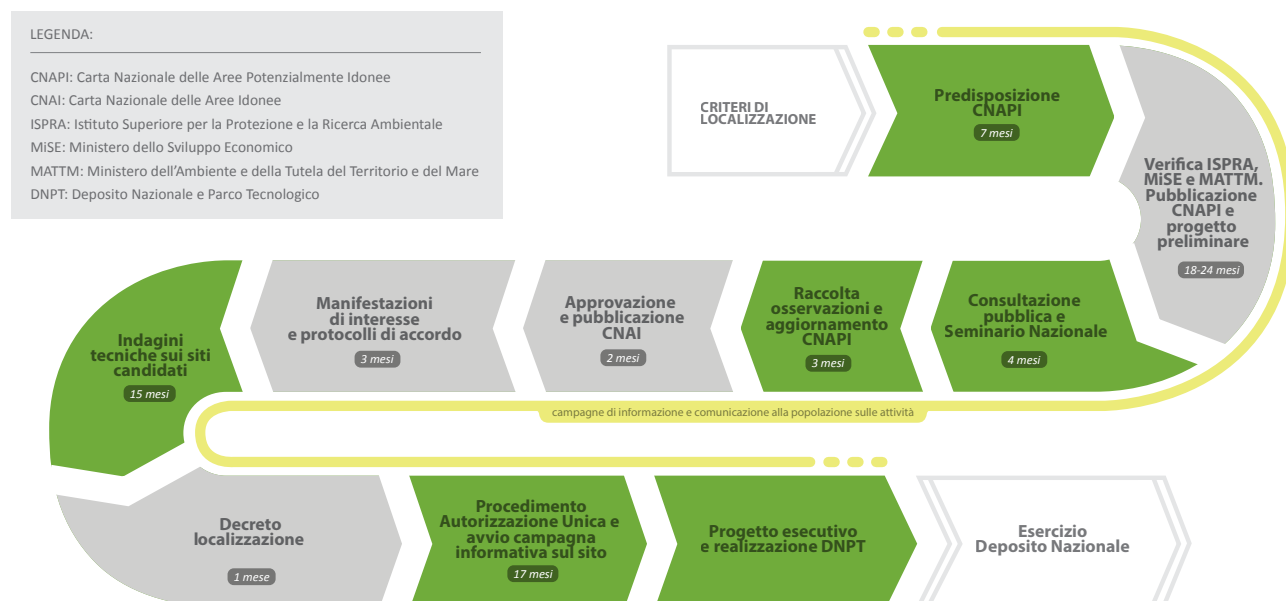 LEGENDA:
CNAPI: Carta Nazionale delle Aree Potenzialmente Idonee
CNAI: Carta Nazionale delle Aree Idonee
ISPRA: Istituto Superiore per la Protezione e la Ricerca Ambientale
MiSE: Ministero dello Sviluppo Economico
MATTM: Ministero dell'Ambiente e della Tutela del Territorio e del Mare
DNPT: Deposito Nazionale e Parco Tecnologico
CRITERI DI
LOCALIZZAZIONE
Predisposizione
CNAPI
7 mesi
Verifica ISPRA,
MiSE e MATTM.
Pubblicazione
CNAPI e
progetto
preliminare
18-24 mesi
Consultazione
pubblica e
Seminario Nazionale
4 mesi
Raccolta
osservazioni e
aggiornamento
CNAPI
3 mesi
Approvazione
e pubblicazione
CNAI
2 mesi
Manifestazioni
di interesse
e protocolli di accordo
3 mesi
Indagini
tecniche sui siti
candidati
15 mesi
campagne di informazione e comunicazione alla popolazione sulle attività
Decreto
localizzazione
1 mese
Procedimento
Autorizzazione Unica e
avvio campagna
informativa sul sito
17 mesi
Progetto esecutivo
e realizzazione DNPT
Esercizio
Deposito Nazionale